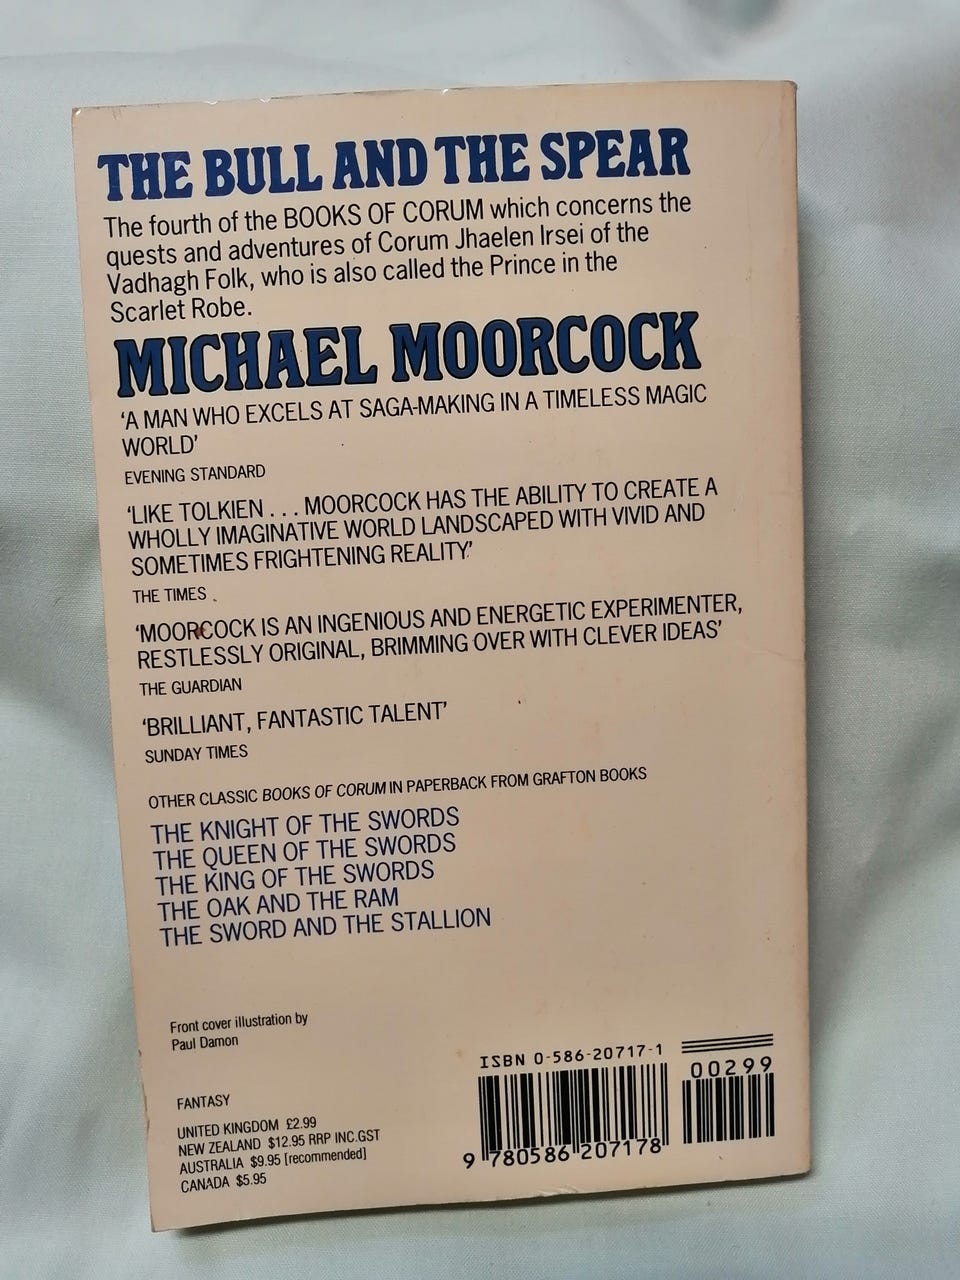 THE BULL AND THE SPEAR
The fourth of the BOOKS OF CORUM which concerns the
quests and adventures of Corum Jhaelen Irsei of the
Vadhagh Folk, who is also called the Prince in the
Scarlet Robe.
MICHAEL MOORCOCK
‘A MAN WHO EXCELS AT SAGA-MAKING IN A TIMELESS MAGIC
WORLD’
EVENING STANDARD
‘LIKE TOLKIEN . . . MOORCOCK HAS THE ABILITY TO CREATE A
WHOLLY IMAGINATIVE WORLD LANDSCAPED WITH VIVID AND
SOMETIMES FRIGHTENING REALITY.’
THE TIMES
‘MOORCOCK IS AN INGENIOUS AND ENERGETIC EXPERIMENTER,
RESTLESSLY ORIGINAL, BRIMMING OVER WITH CLEVER IDEAS’
THE GUARDIAN
‘BRILLIANT, FANTASTIC TALENT’
SUNDAY TIMES
OTHER CLASSIC BOOKS OF CORUM IN PAPERBACK FROM GRAFTON BOOKS
THE KNIGHT OF THE SWORDS
THE QUEEN OF THE SWORDS
THE KING OF THE SWORDS
THE OAK AND THE RAM
THE SWORD AND THE STALLION
Front cover illustration by
Paul Damon
FANTASY
UNITED KINGDOM £2.99
NEW ZEALAND $12.95 RRP INC.GST
AUSTRALIA $9.95 [recommended]
CANADA $5.95
ISBN 0-586-20717-1
00299
9 780586 207178